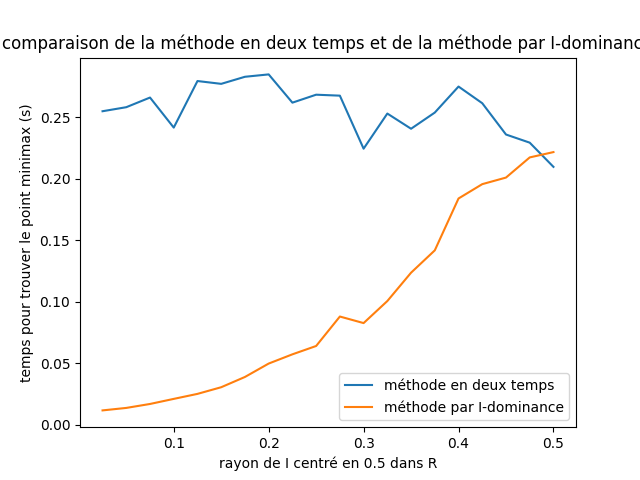 comparaison de la méthode en deux temps et de la méthode par I-dominanc
temps pour trouver le point minimax (s)
0.25
0.20
0.15
0.10
0.05
0.00
méthode en deux temps
méthode par I-dominance
0.1 0.2 0.3 0.4 0.5
rayon de I centré en 0.5 dans R